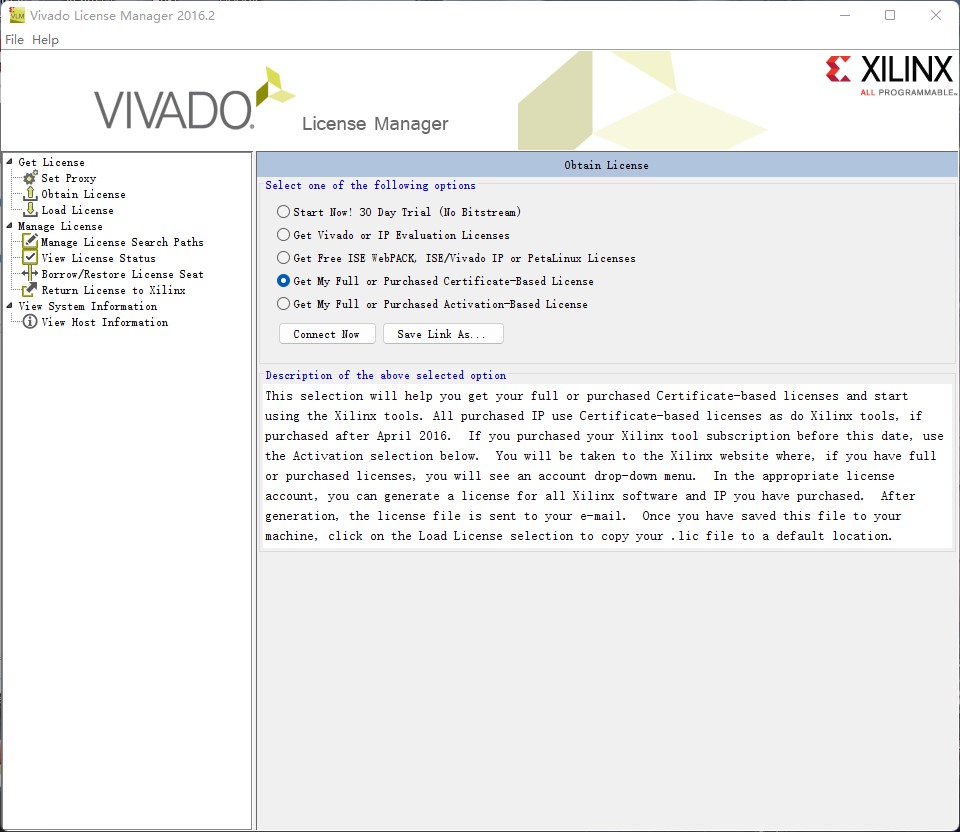 Vivado License Manager 2016.2
File Help
VIVADO.
License Manager
XILINX
ALL PROGRAMMABLE
Get License
Set Proxy
Obtain License
Load License
Manage License
Manage License Search Paths
View License Status
Borrow/Restore License Seat
Return License to Xilinx
View System Information
View Host Information
Obtain License
Select one of the following options
Start Now! 30 Day Trial (No Bitstream)
Get Vivado or IP Evaluation Licenses
Get Free ISE WebPACK, ISE/Vivado IP or PetaLinux Licenses
Get My Full or Purchased Certificate-Based License
Get My Full or Purchased Activation-Based License
Connect Now Save Link As...
Description of the above selected option
This selection will help you get your full or purchased Certificate-based licenses and start
using the Xilinx tools. All purchased IP use Certificate-based licenses as do Xilinx tools, if
purchased after April 2016.  If you purchased your Xilinx tool subscription before this date, use
the Activation selection below.  You will be taken to the Xilinx website where, if you have full
or purchased licenses, you will see an account drop-down menu.  In the appropriate license
account, you can generate a license for all Xilinx software and IP you have purchased.  After
generation, the license file is sent to your e-mail.  Once you have saved this file to your
machine, click on the Load License selection to copy your .lic file to a default location.